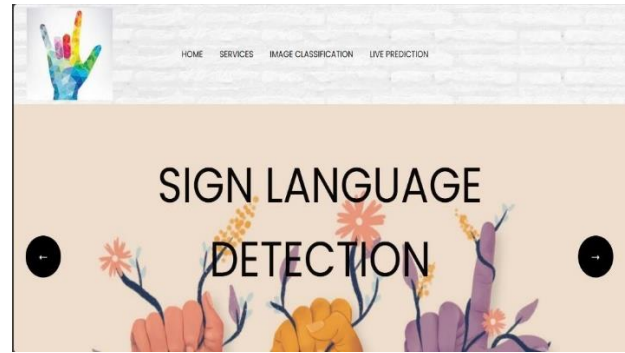 HOME SERVICES IMAGE CLASSIFICATION LIVE PREDICTION
SIGN LANGUAGE
DETECTION
← →